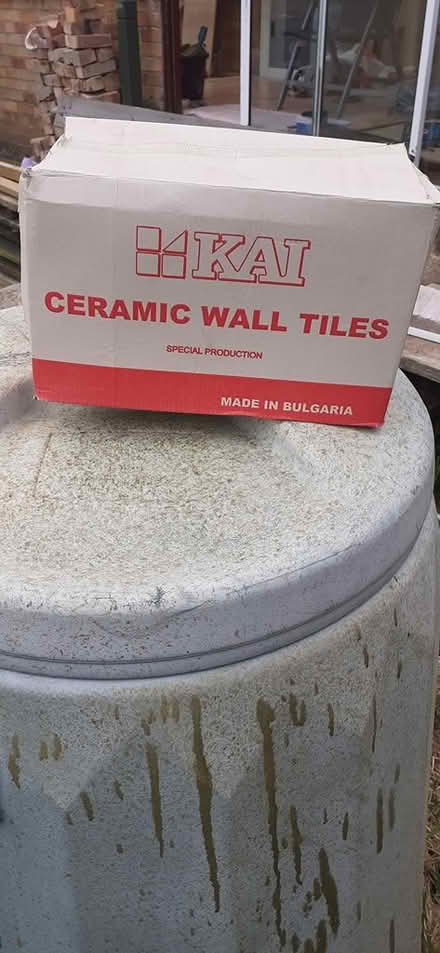 KAI
CERAMIC WALL TILES
SPECIAL PRODUCTION
MADE IN BULGARIA